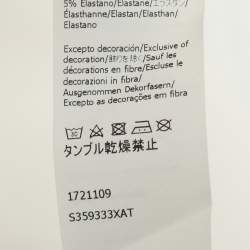 5% Elastano/Elastane/エラスタン/
Élasthanne/Elastan/Elasthan/
Elastano
Excepto decoración/Exclusive of
decoration/飾りを除く/Sauf les
décorations en fibre/Escluse le
decorazioni in fibra/
Ausgenommen Dekorfasern/
Excepto as decorações em fibra
タンブル乾燥禁止
1721109
S359333XAT